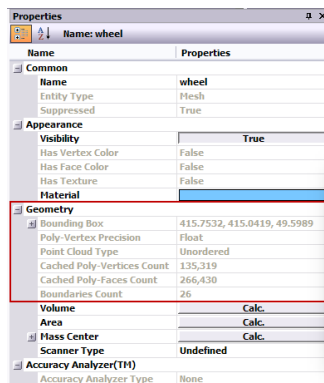 Properties
Name: wheel
Name Properties
Common
Name wheel
Entity Type Mesh
Suppressed True
Appearance
Visibility True
Has Vertex Color False
Has Face Color False
Has Texture False
Material
Geometry
Bounding Box 415.7532, 415.0419, 49.5989
Poly-Vertex Precision Float
Point Cloud Type Unordered
Cached Poly-Vertices Count 135,319
Cached Poly-Faces Count 266,430
Boundaries Count 26
Volume Calc.
Area Calc.
Mass Center Calc.
Scanner Type Undefined
Accuracy Analyzer(TM)
Accuracy Analyzer Type None